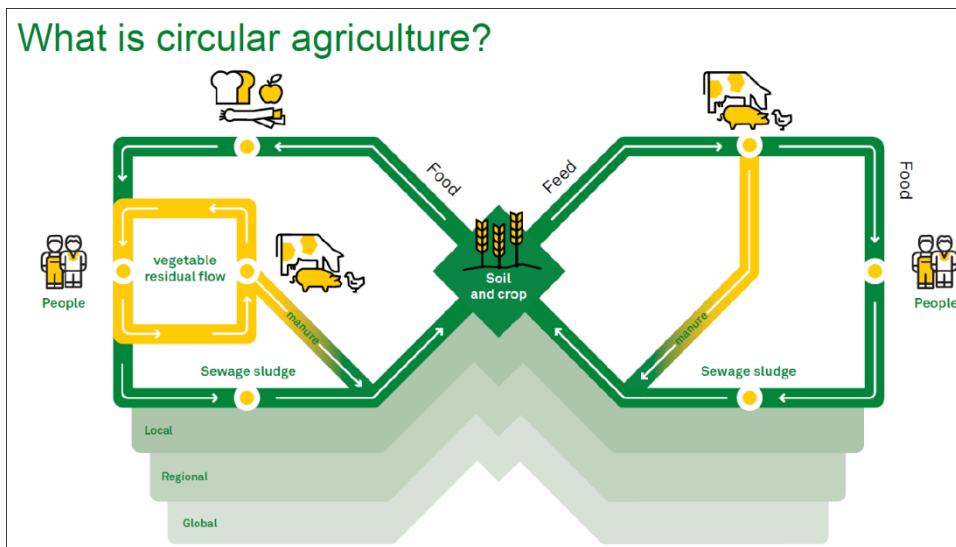 What is circular agriculture?
Food
Feed
Food
vegetable
residual flow
People
manure
Sewage sludge
Soil
and crop
manure
Sewage sludge
People
Local
Regional
Global